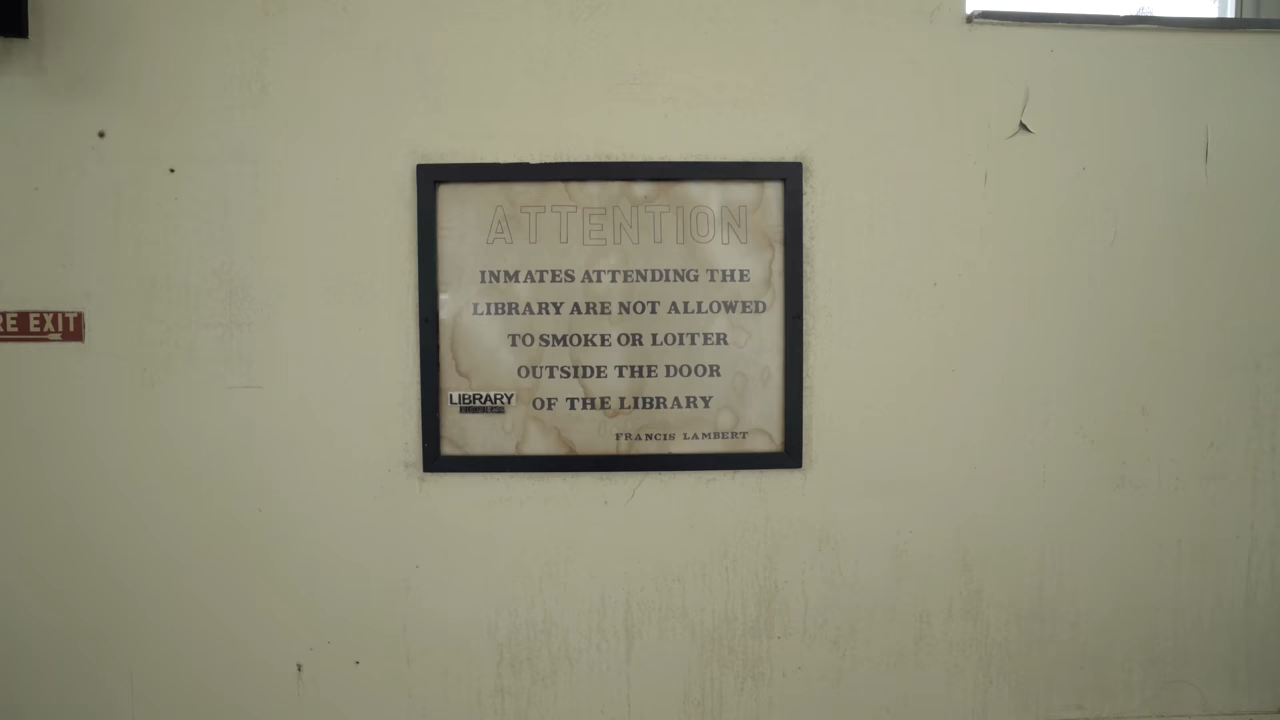 RE EXIT
ATTENTION
INMATES ATTENDING THE
LIBRARY ARE NOT ALLOWED
TO SMOKE OR LOITER
OUTSIDE THE DOOR
OF THE LIBRARY
LIBRARY
FRANCIS LAMBERT